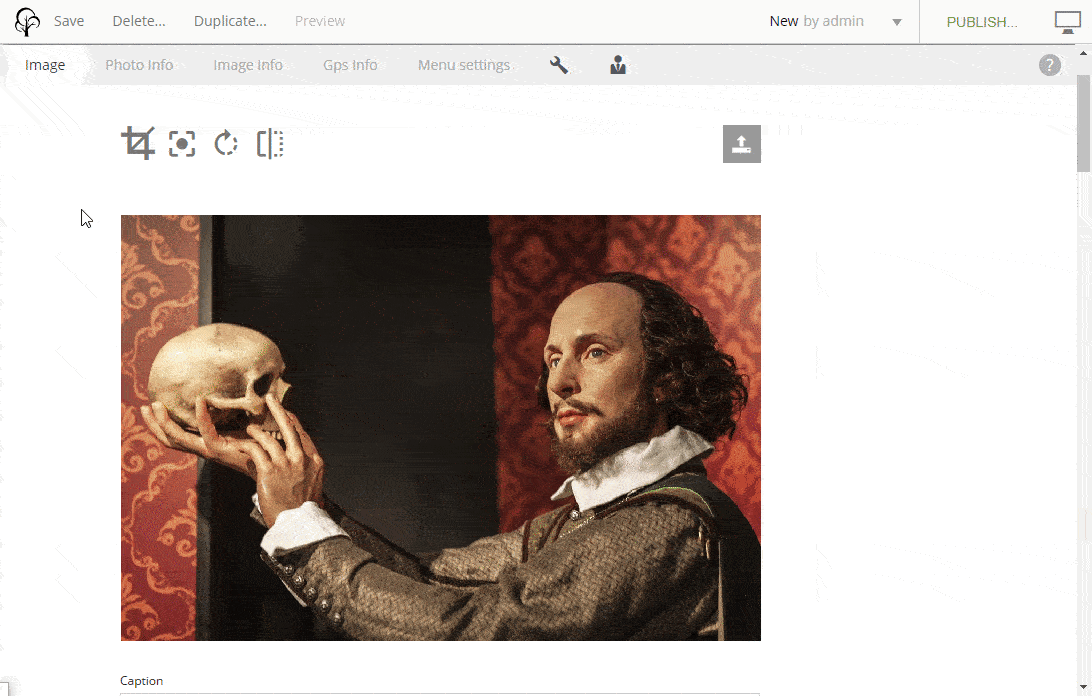 Save Delete... Duplicate... Preview New by admin PUBLISH...
Image Photo Info Image Info Gps Info Menu settings ?
Caption